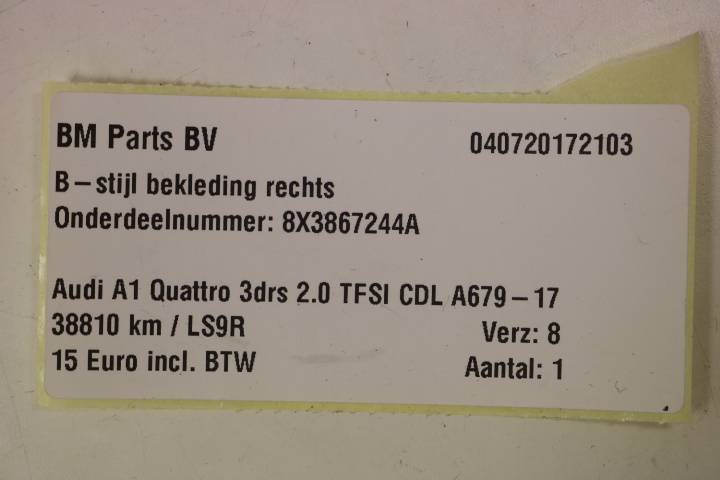 BM Parts BV 040720172103
B-stijl bekleding rechts
Onderdeelnummer: 8X3867244A
Audi A1 Quattro 3drs 2.0 TFSI CDL A679-17
38810 km / LS9R Verz: 8
15 Euro incl. BTW Aantal: 1